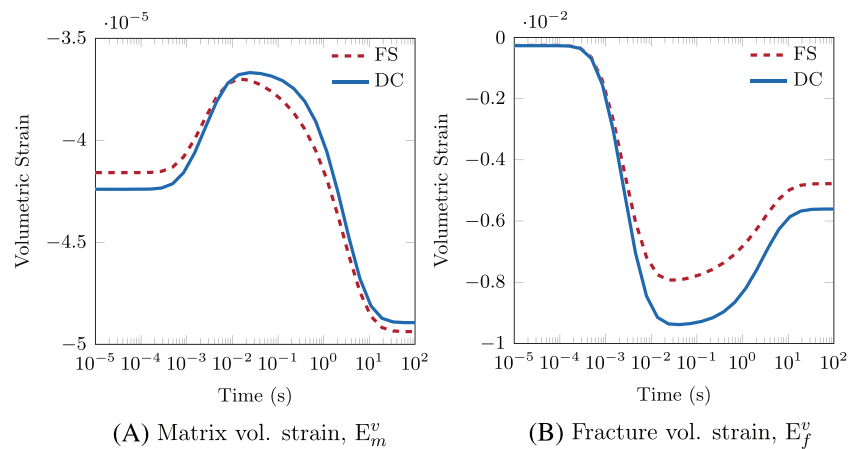 ·10⁻⁵
−3.5
−4
−4.5
−5
Volumetric Strain
FS
DC
10⁻⁵ 10⁻⁴ 10⁻³ 10⁻² 10⁻¹ 10⁰ 10¹ 10²
Time (s)
(A) Matrix vol. strain, Eᵥₘ
·10⁻²
0
−0.2
−0.4
−0.6
−0.8
−1
Volumetric Strain
FS
DC
10⁻⁵ 10⁻⁴ 10⁻³ 10⁻² 10⁻¹ 10⁰ 10¹ 10²
Time (s)
(B) Fracture vol. strain, E_f^v